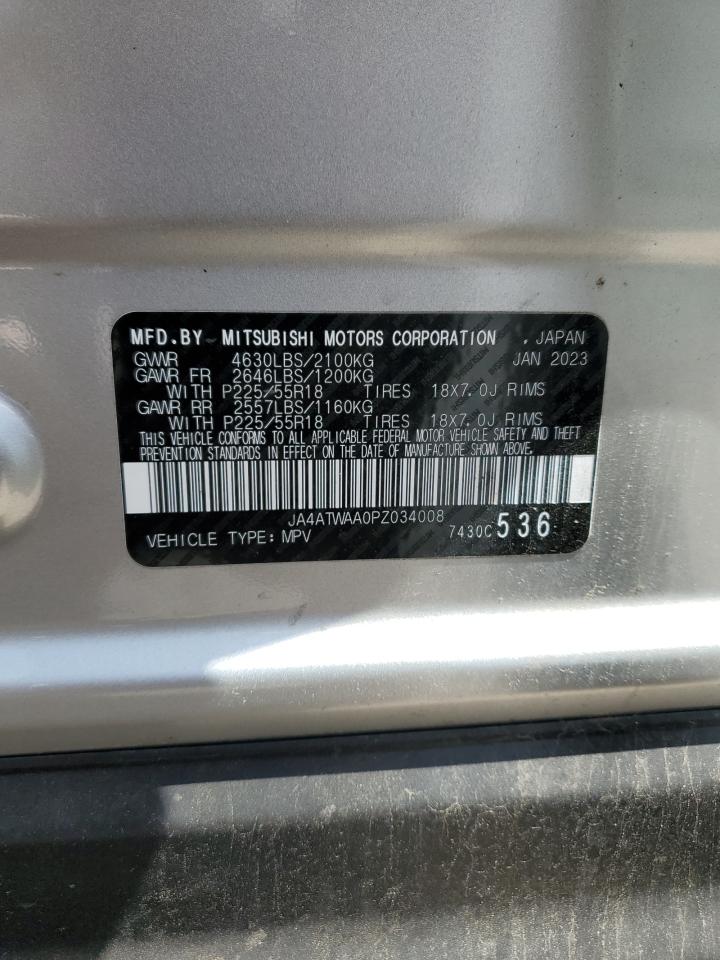 MFD.BY MITSUBISHI MOTORS CORPORATION , JAPAN
GVWR 4630LBS/2100KG JAN 2023
GAWR FR 2646LBS/1200KG
WITH P225/55R18 TIRES 18X7.0J RIMS
GAWR RR 2557LBS/1160KG
WITH P225/55R18 TIRES 18X7.0J RIMS
THIS VEHICLE CONFORMS TO ALL APPLICABLE FEDERAL MOTOR VEHICLE SAFETY AND THEFT
PREVENTION STANDARDS IN EFFECT ON THE DATE OF MANUFACTURE SHOWN ABOVE.
JA4ATWAA0PZ034008
VEHICLE TYPE:MPV 7430C 536